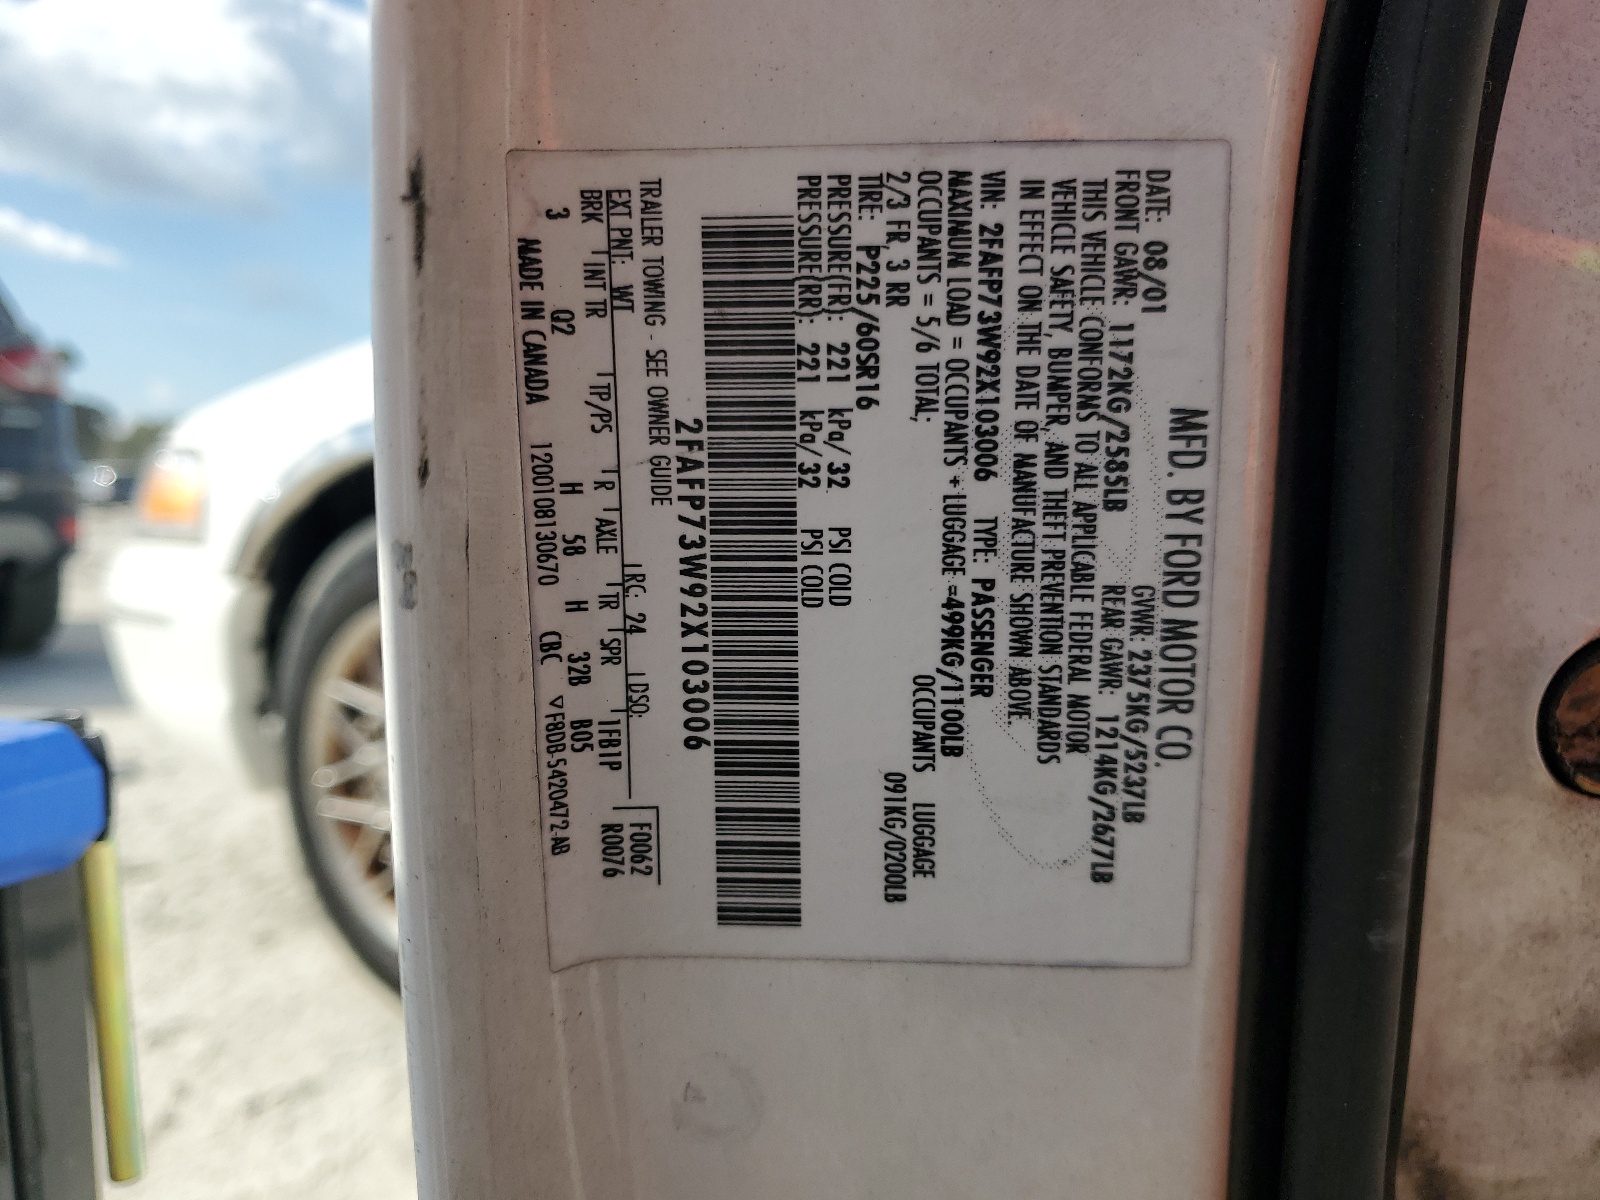 MFD. BY FORD MOTOR CO.
DATE: 08/01 GVWR: 2375KG/5237LB
FRONT GAWR: 1172KG/2585LB REAR GAWR: 1214KG/2677LB
THIS VEHICLE CONFORMS TO ALL APPLICABLE FEDERAL MOTOR
VEHICLE SAFETY, BUMPER, AND THEFT PREVENTION STANDARDS
IN EFFECT ON THE DATE OF MANUFACTURE SHOWN ABOVE
VIN: 2FAFP73W92X103006 TYPE: PASSENGER
MAXIMUM LOAD = OCCUPANTS + LUGGAGE =499KG/1100LB
OCCUPANTS = 5/6 TOTAL; OCCUPANTS LUGGAGE
2/3 FR, 3 RR 091KG/0200LB
TIRE: P225/60SR16
PRESSURE(FR): 221 kPa/32 PSI COLD
PRESSURE(RR): 221 kPa/32 PSI COLD
2FAFP73W92X103006
TRAILER TOWING - SEE OWNER GUIDE
EXT PNT: WT RC: 24 DSO: F0062
BRK INT TR TP/PS R AXLE TR SPR 1FB1P R0076
3 Q2 H 58 H 32B B05
MADE IN CANADA 120010813067​0 CBC ▽F8DB-5420472-AB